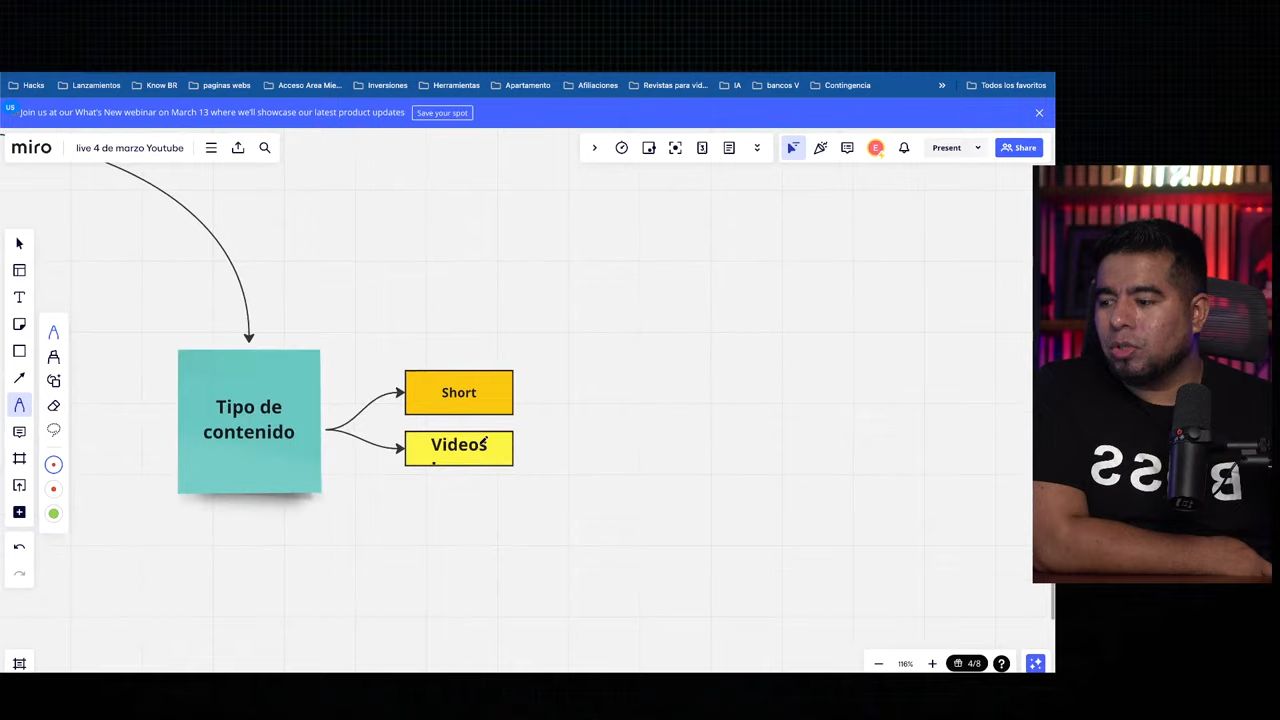 Hacks
Lanzamientos
Know BR
paginas webs
Acceso Area Mie...
Inversiones
Herramientas
Apartamento
Afiliaciones
Revistas para vid...
IA
bancos V
Contingencia
»
Todos los favoritos
US
Join us at our What's New webinar on March 13 where we'll showcase our latest product updates
Save your spot
miro
live 4 de marzo Youtube
3
E
Present
Share
Tipo de
contenido
Short
Videos
BOSS
116%
4/8
?